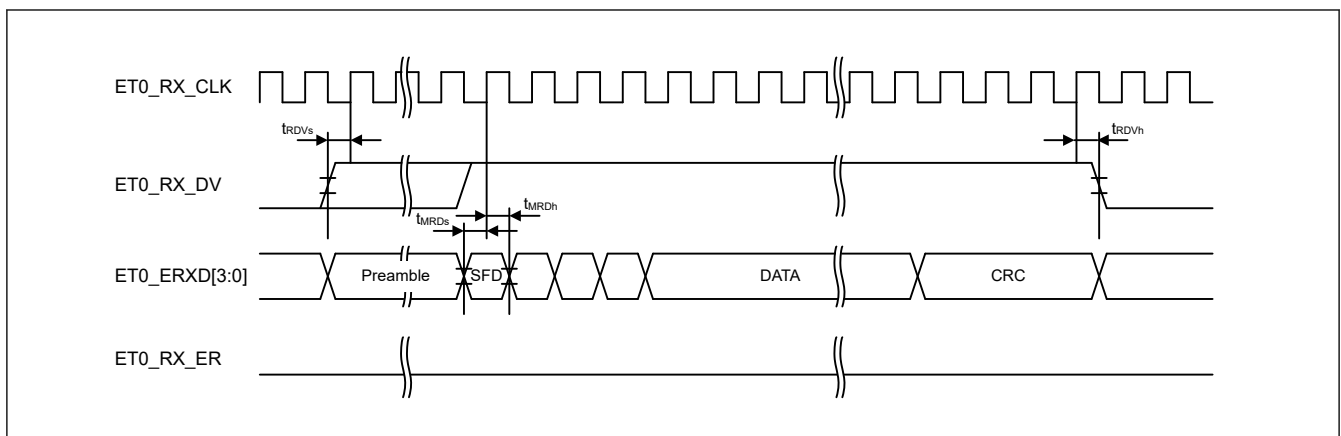 ET0_RX_CLK
tRDVs
tRDVh
ET0_RX_DV
tMRDs
tMRDh
ET0_ERXD[3:0]
Preamble
SFD
DATA
CRC
ET0_RX_ER